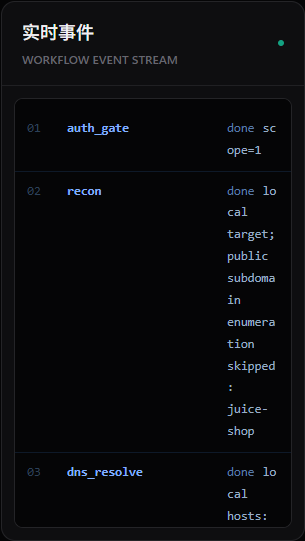 实时事件
WORKFLOW EVENT STREAM
01 auth_gate done sc
ope=1
02 recon done lo
cal
target;
public
subdoma
in
enumera
tion
skipped
:
juice-
shop
03 dns_resolve done lo
cal
hosts: